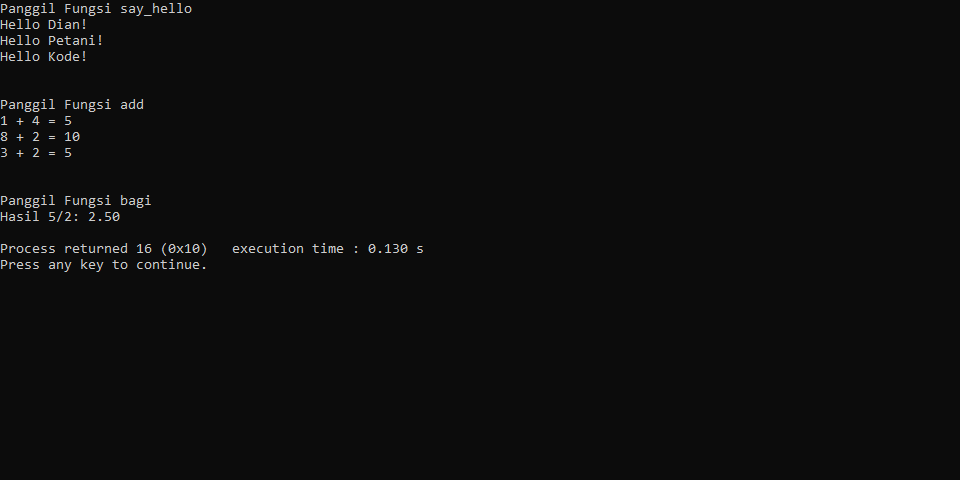 Panggil Fungsi say_hello
Hello Dian!
Hello Petani!
Hello Kode!
Panggil Fungsi add
1 + 4 = 5
8 + 2 = 10
3 + 2 = 5
Panggil Fungsi bagi
Hasil 5/2: 2.50
Process returned 16 (0x10)   execution time : 0.130 s
Press any key to continue.